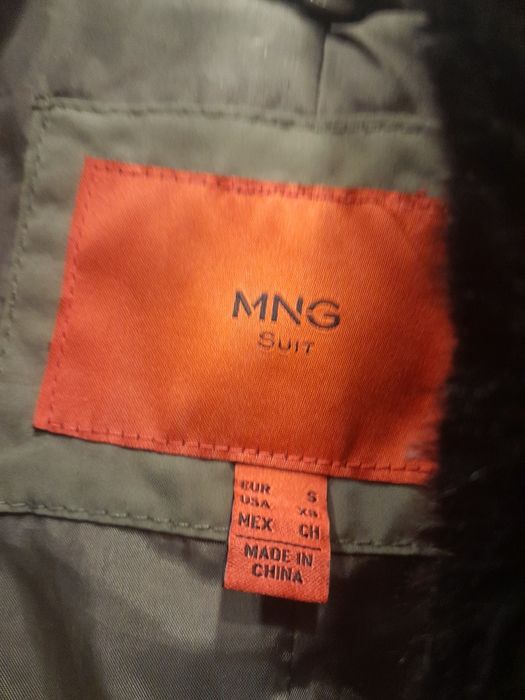 MNG
SUIT
EUR S
USA XS
MEX CH
MADE IN
CHINA